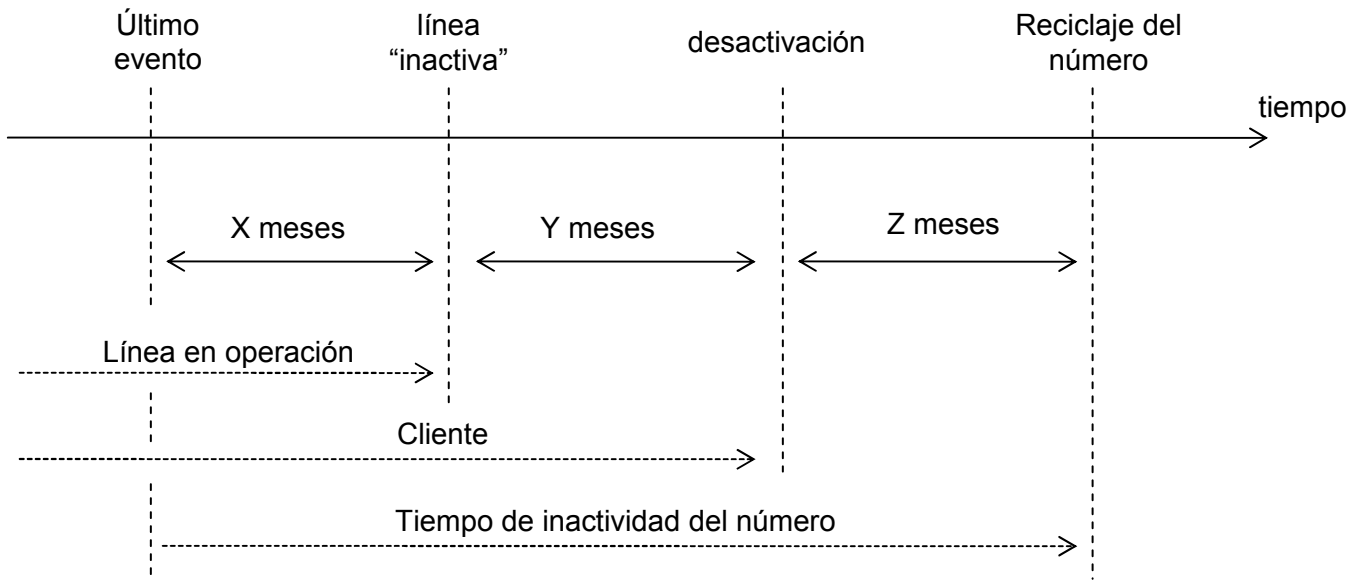 Último
evento
línea
“inactiva”
desactivación
Reciclaje del
número
tiempo
X meses
Y meses
Z meses
Línea en operación
Cliente
Tiempo de inactividad del número